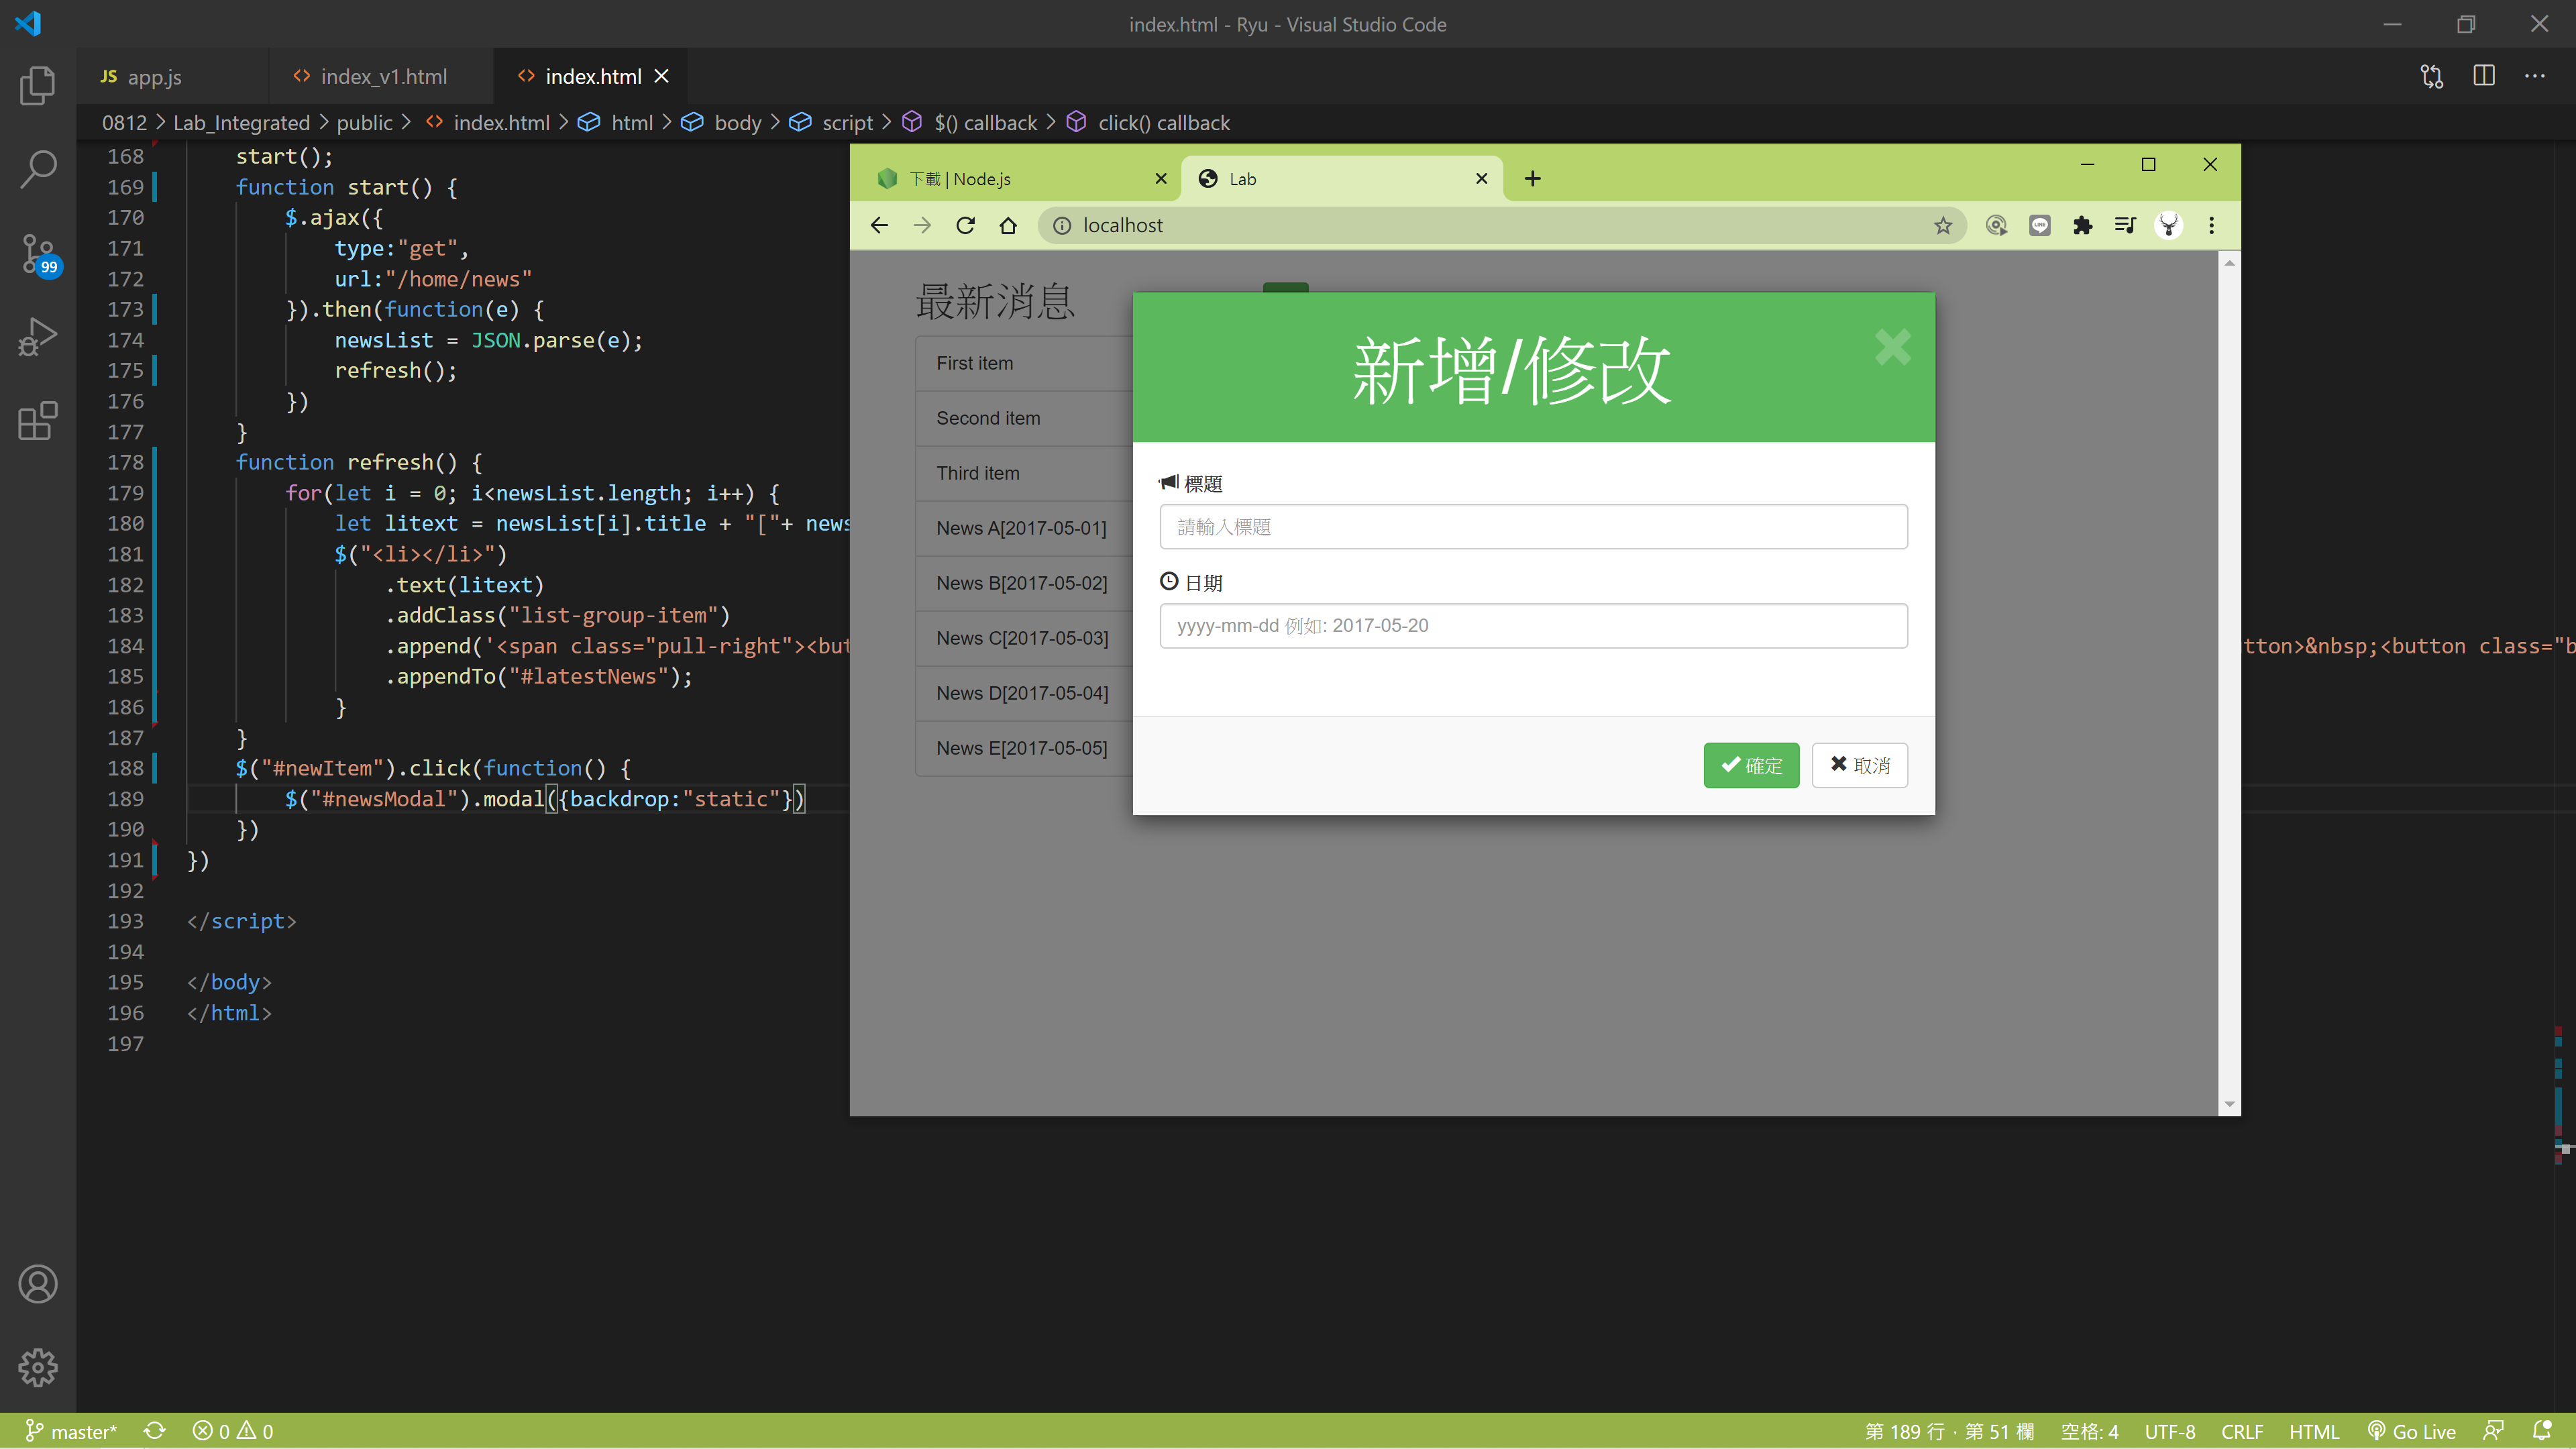 index.html - Ryu - Visual Studio Code
JS app.js
<> index_v1.html
<> index.html
0812 > Lab_Integrated > public > <> index.html > html > body > script > $() callback > click() callback
168 start();
169 function start() {
170 $.ajax({
171 type:"get",
172 url:"/home/news"
173 }).then(function(e) {
174 newsList = JSON.parse(e);
175 refresh();
176 })
177 }
178 function refresh() {
179 for(let i = 0; i<newsList.length; i++) {
180 let litext = newsList[i].title + "["+ news
181 $("<li></li>")
182 .text(litext)
183 .addClass("list-group-item")
184 .append('<span class="pull-right"><but
tton>&nbsp;<button class="b
185 .appendTo("#latestNews");
186 }
187 }
188 $("#newItem").click(function() {
189 $("#newsModal").modal({backdrop:"static"})
190 })
191 })
192
193 </script>
194
195 </body>
196 </html>
197
下載 | Node.js
Lab
localhost
最新消息
First item
Second item
Third item
News A[2017-05-01]
News B[2017-05-02]
News C[2017-05-03]
News D[2017-05-04]
News E[2017-05-05]
新增/修改
標題
請輸入標題
日期
yyyy-mm-dd 例如: 2017-05-20
確定
取消
99
LINE
master*
0
0
第 189 行，第 51 欄
空格: 4
UTF-8
CRLF
HTML
Go Live